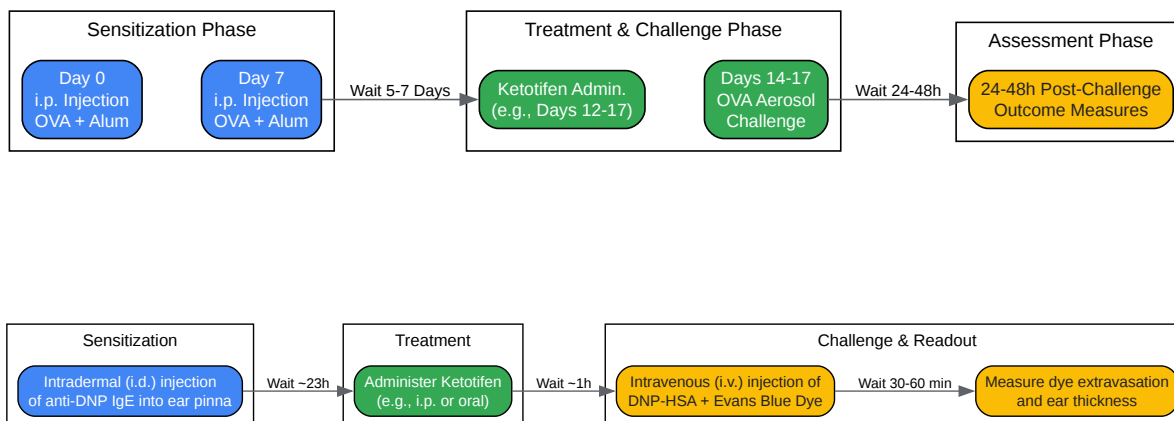 Sensitization Phase
Day 0
i.p. Injection
OVA + Alum
Day 7
i.p. Injection
OVA + Alum
Wait 5-7 Days
Treatment & Challenge Phase
Ketotifen Admin.
(e.g., Days 12-17)
Days 14-17
OVA Aerosol
Challenge
Wait 24-48h
Assessment Phase
24-48h Post-Challenge
Outcome Measures
Sensitization
Intradermal (i.d.) injection
of anti-DNP IgE into ear pinna
Wait ~23h
Treatment
Administer Ketotifen
(e.g., i.p. or oral)
Wait ~1h
Challenge & Readout
Intravenous (i.v.) injection of
DNP-HSA + Evans Blue Dye
Wait 30-60 min
Measure dye extravasation
and ear thickness